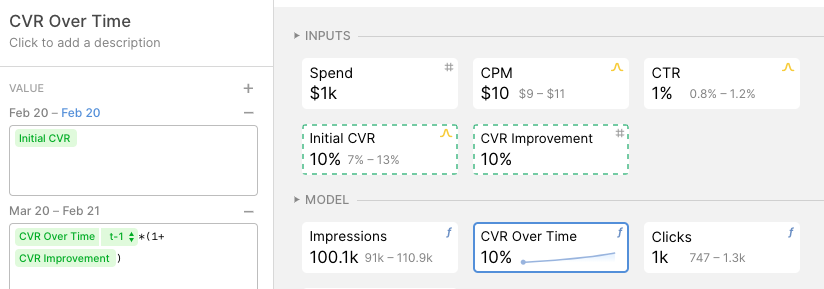 CVR Over Time
Click to add a description
VALUE +
Feb 20 – Feb 20 –
Initial CVR
Mar 20 – Feb 21 –
CVR Over Time t-1 *(1+
CVR Improvement )
INPUTS
Spend #
$1k
CPM
$10 $9 – $11
CTR
1% 0.8% – 1.2%
Initial CVR
10% 7% – 13%
CVR Improvement #
10%
MODEL
Impressions ƒ
100.1k 91k – 110.9k
CVR Over Time ƒ
10%
Clicks ƒ
1k 747 – 1.3k